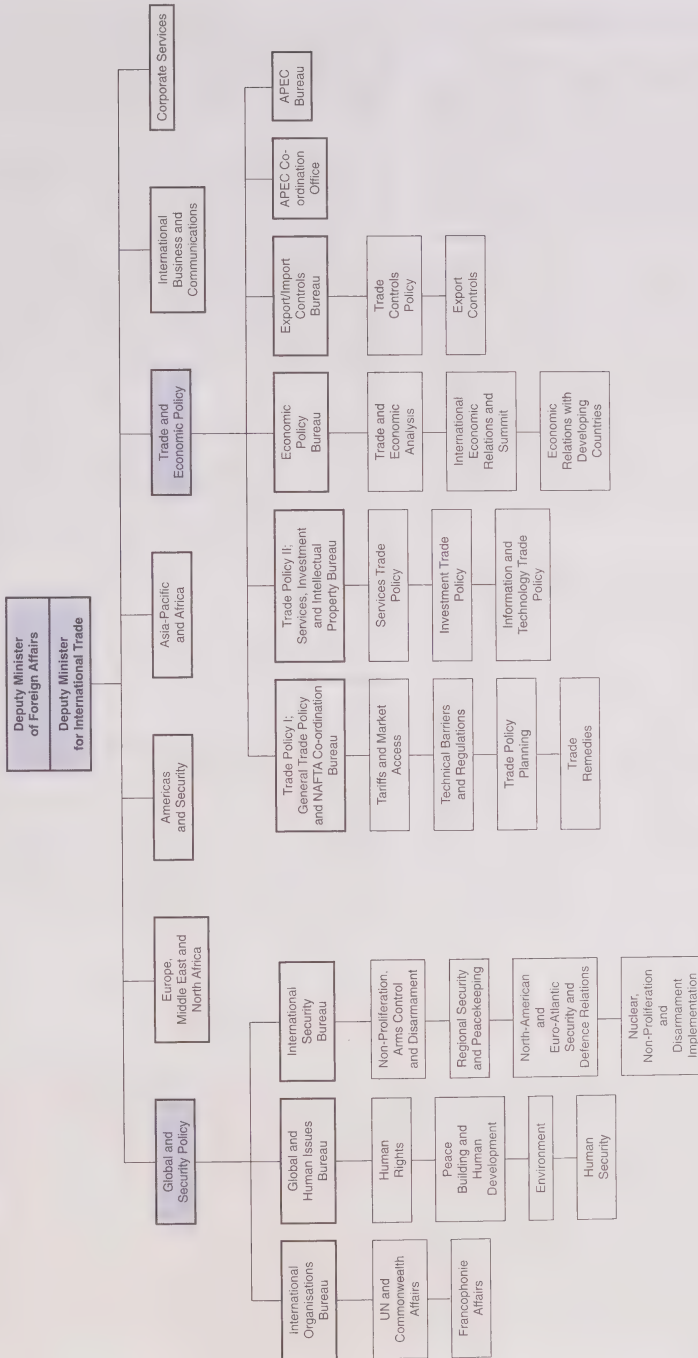 Deputy Minister
of Foreign Affairs
Deputy Minister
for International Trade
Global and
Security Policy
Europe,
Middle East and
North Africa
Americas
and Security
Asia-Pacific
and Africa
Trade and
Economic Policy
International
Business and
Communications
Corporate Services
International
Organisations
Bureau
UN and
Commonwealth
Affairs
Francophonie
Affairs
Global and
Human Issues
Bureau
Human
Rights
Peace
Building and
Human
Development
Environment
Human
Security
International
Security
Bureau
Non-Proliferation,
Arms Control
and Disarmament
Regional Security
and Peacekeeping
North-American
and
Euro-Atlantic
Security and
Defence Relations
Nuclear,
Non-Proliferation
and
Disarmament
Implementation
Trade Policy I;
General Trade Policy
and NAFTA Co-ordination
Bureau
Tariffs and Market
Access
Technical Barriers
and Regulations
Trade Policy
Planning
Trade
Remedies
Trade Policy II;
Services, Investment
and Intellectual
Property Bureau
Services Trade
Policy
Investment Trade
Policy
Information and
Technology Trade
Policy
Economic
Policy
Bureau
Trade and
Economic
Analysis
International
Economic
Relations and
Summit
Economic
Relations with
Developing
Countries
Export/Import
Controls
Bureau
Trade
Controls
Policy
Export
Controls
APEC Co-
ordination
Office
APEC
Bureau